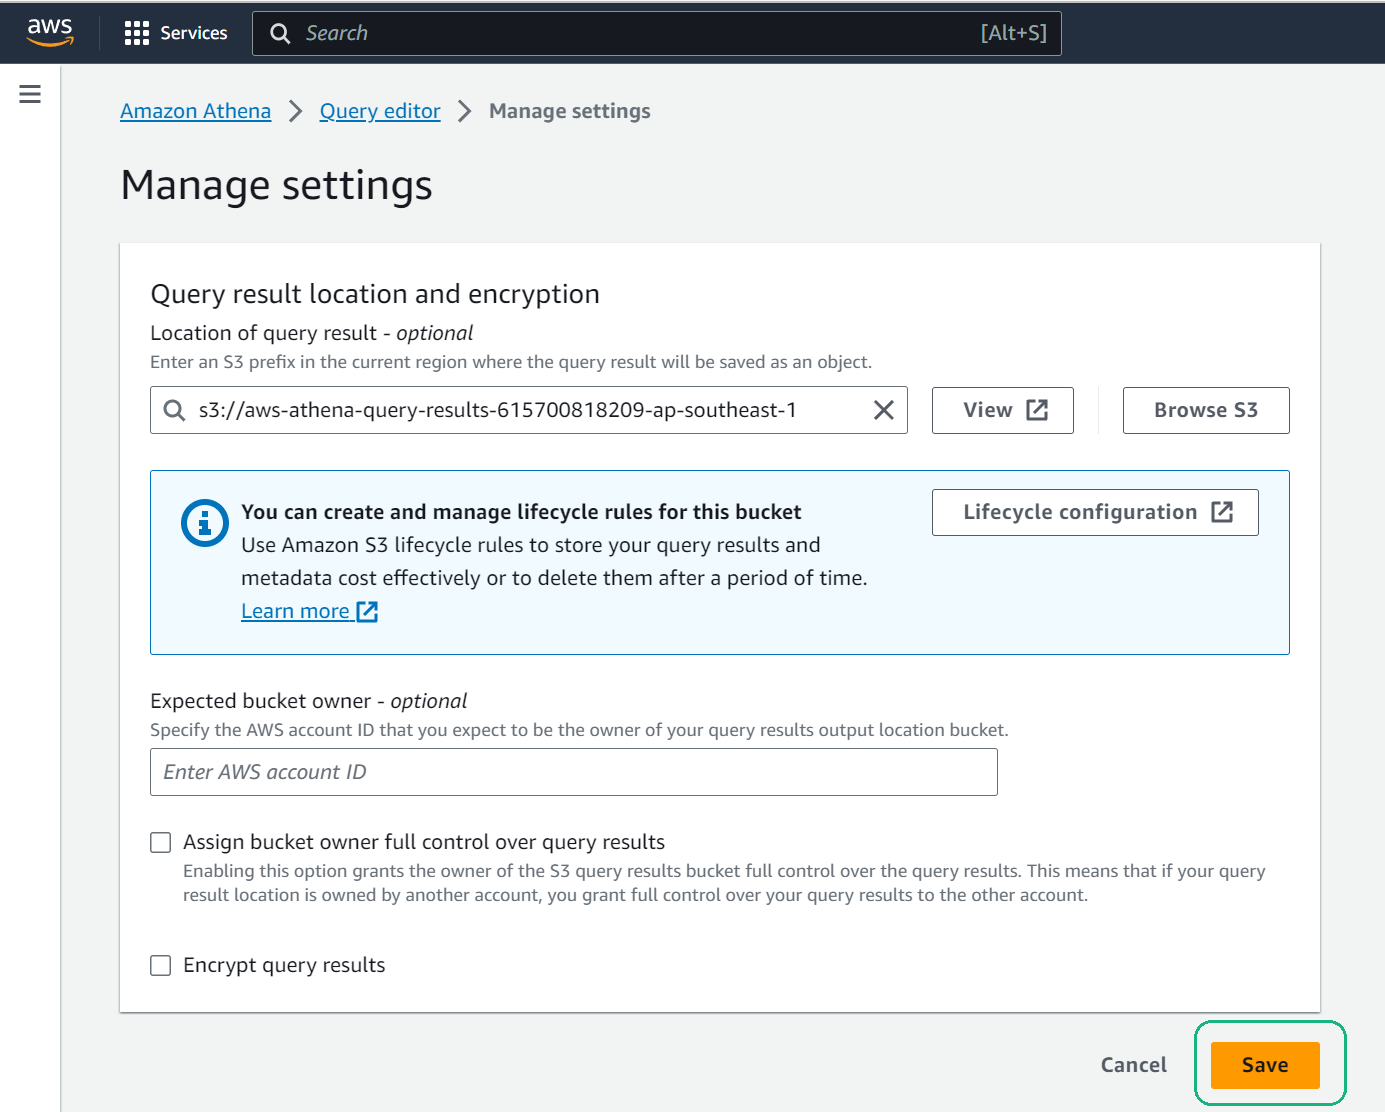 aws
Services
Search
[Alt+S]
Amazon Athena
Query editor
Manage settings
Manage settings
Query result location and encryption
Location of query result - optional
Enter an S3 prefix in the current region where the query result will be saved as an object.
s3://aws-athena-query-results-615700818209-ap-southeast-1
View
Browse S3
You can create and manage lifecycle rules for this bucket
Use Amazon S3 lifecycle rules to store your query results and
metadata cost effectively or to delete them after a period of time.
Learn more
Lifecycle configuration
Expected bucket owner - optional
Specify the AWS account ID that you expect to be the owner of your query results output location bucket.
Enter AWS account ID
Assign bucket owner full control over query results
Enabling this option grants the owner of the S3 query results bucket full control over the query results. This means that if your query
result location is owned by another account, you grant full control over your query results to the other account.
Encrypt query results
Cancel
Save